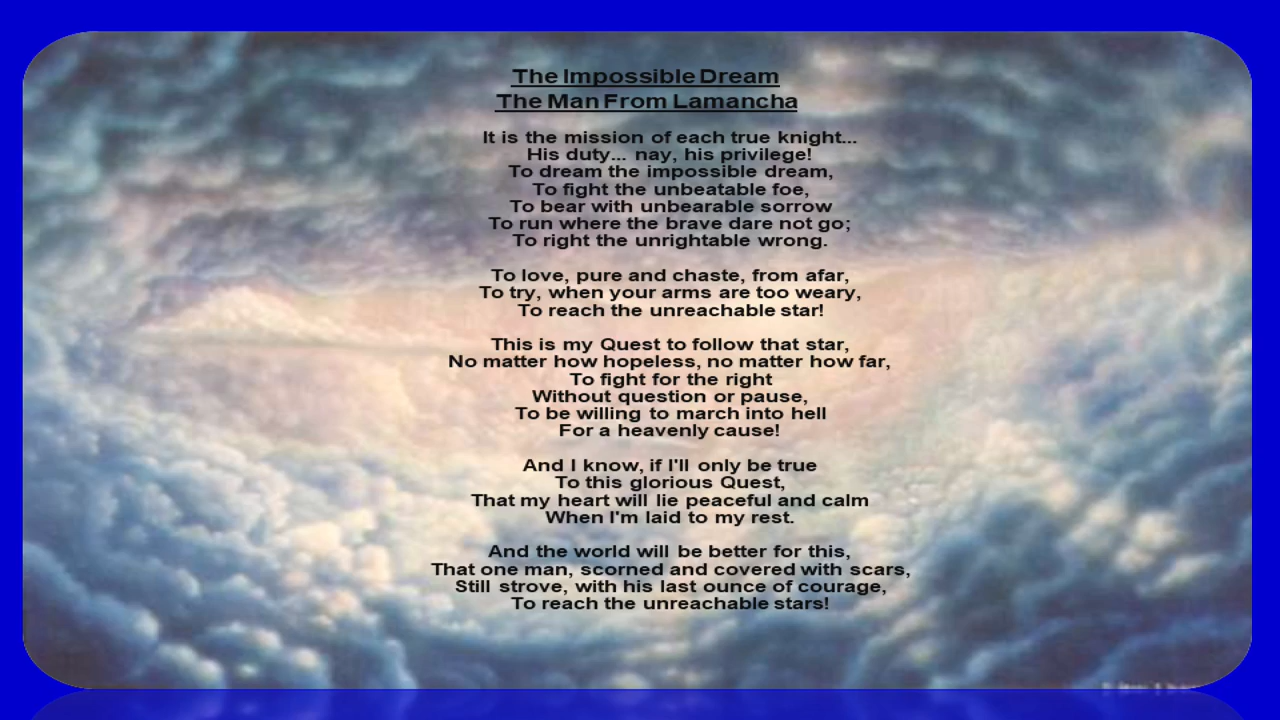 The Impossible Dream
The Man From Lamancha
It is the mission of each true knight...
His duty... nay, his privilege!
To dream the impossible dream,
To fight the unbeatable foe,
To bear with unbearable sorrow
To run where the brave dare not go;
To right the unrightable wrong.
To love, pure and chaste, from afar,
To try, when your arms are too weary,
To reach the unreachable star!
This is my Quest to follow that star,
No matter how hopeless, no matter how far,
To fight for the right
Without question or pause,
To be willing to march into hell
For a heavenly cause!
And I know, if I'll only be true
To this glorious Quest,
That my heart will lie peaceful and calm
When I'm laid to my rest.
And the world will be better for this,
That one man, scorned and covered with scars,
Still strove, with his last ounce of courage,
To reach the unreachable stars!